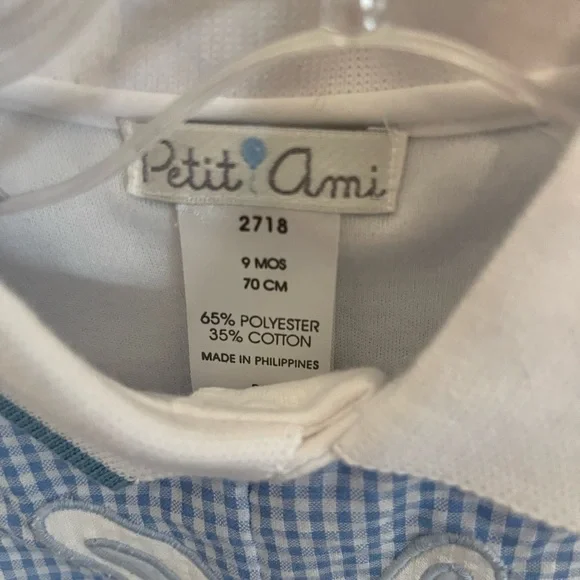 Petit Ami
2718
9 MOS
70 CM
65% POLYESTER
35% COTTON
MADE IN PHILIPPINES